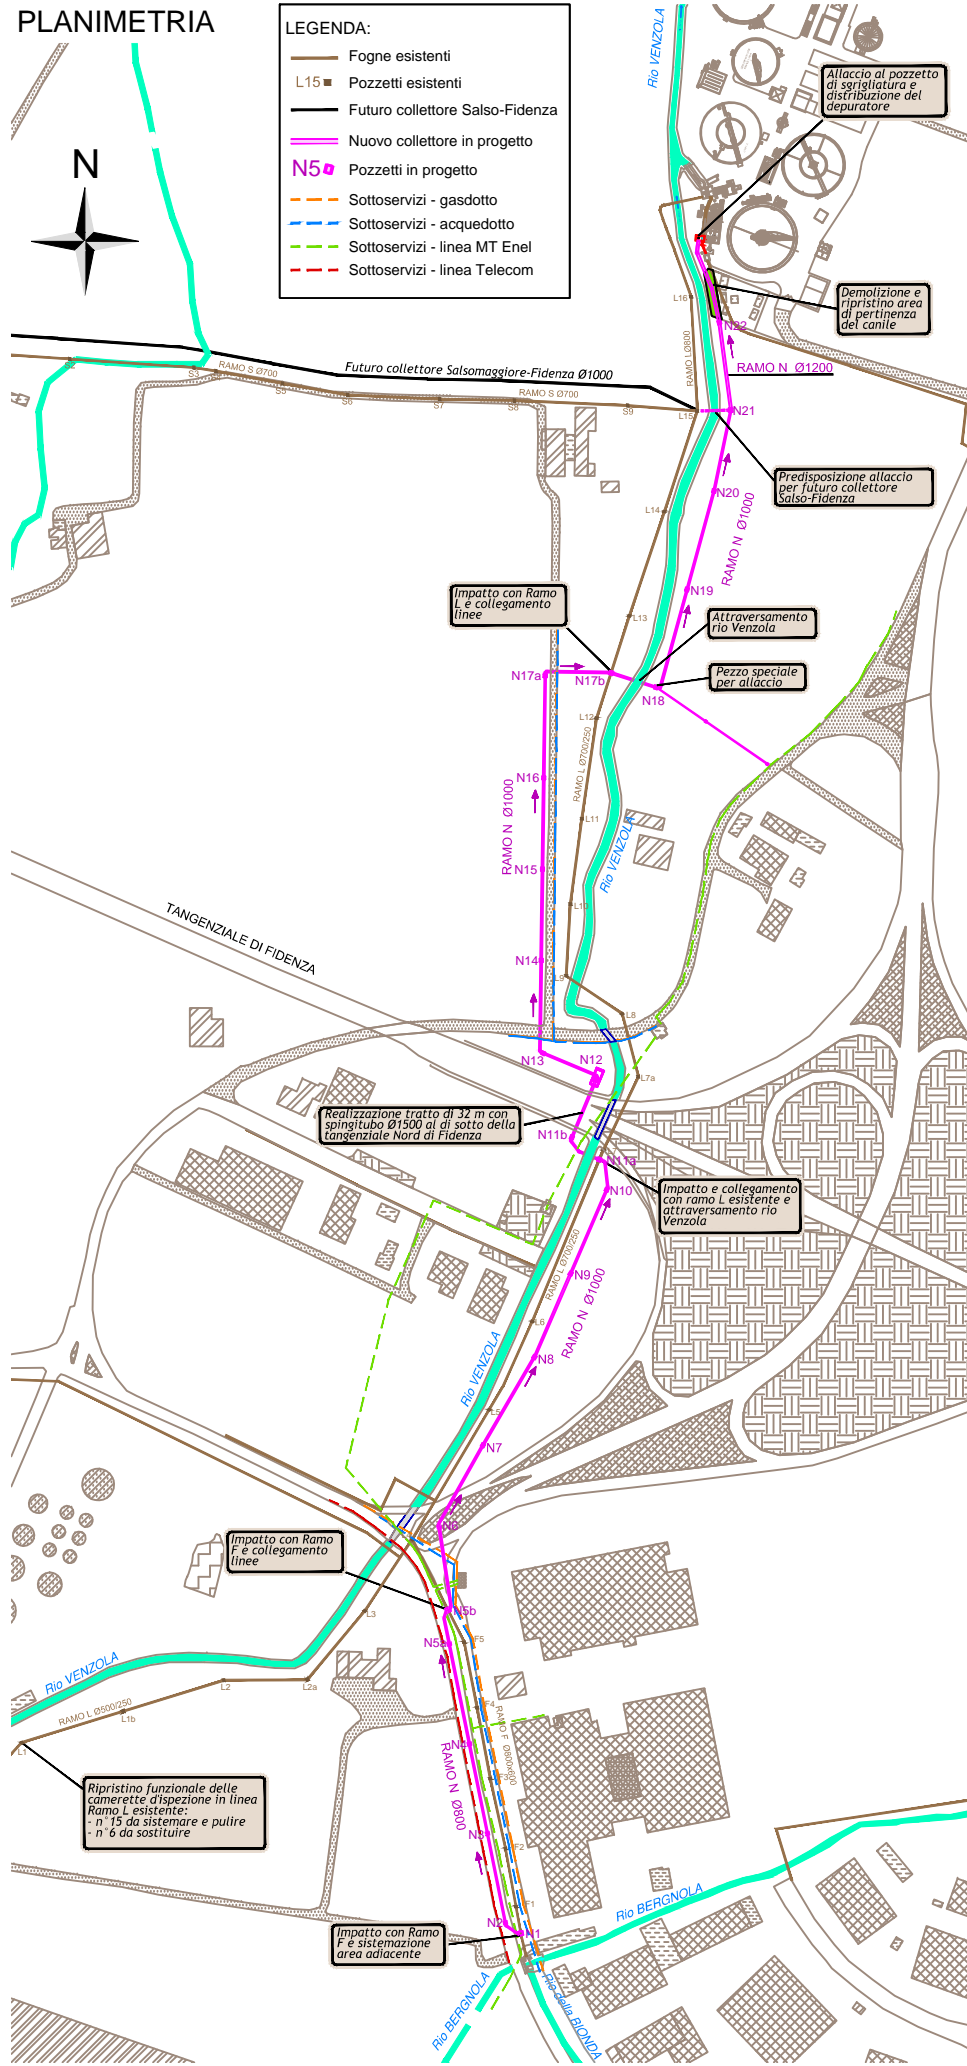 PLANIMETRIA
LEGENDA:
Fogne esistenti
L15 Pozzetti esistenti
Futuro collettore Salso-Fidenza
Nuovo collettore in progetto
N5 Pozzetti in progetto
Sottoservizi - gasdotto
Sottoservizi - acquedotto
Sottoservizi - linea MT Enel
Sottoservizi - linea Telecom
N
Rio VENZOLA
Allaccio al pozzetto
di sgrigliatura e
distribuzione del
depuratore
Demolizione e
ripristino area
di pertinenza
del canile
L16
N22
RAMO LØ800
RAMO N Ø1200
Futuro collettore Salsomaggiore-Fidenza Ø1000
S2
S3
RAMO S Ø700
S5
S6
S7
RAMO S Ø700
S8
S9
L15
N21
Predisposizione allaccio
per futuro collettore
Salso-Fidenza
N20
L14
RAMO N Ø1000
N19
Impatto con Ramo
L e collegamento
linee
L13
Attraversamento
rio Venzola
Pezzo speciale
per allaccio
N17a
N17b
N18
L12
RAMO L Ø700/250
N16
RAMO N Ø1000
L11
Rio VENZOLA
N15
L10
TANGENZIALE DI FIDENZA
N14
L9
L8
N13
N12
L7a
Realizzazione tratto di 32 m con
spingitubo Ø1500 al di sotto della
tangenziale Nord di Fidenza
N11b
N11a
N10
Impatto e collegamento
con ramo L esistente e
attraversamento rio
Venzola
RAMO L Ø700/250
N9
RAMO N Ø1000
L6
N8
Rio VENZOLA
L5
N7
N6
Impatto con Ramo
F e collegamento
linee
L3
N5b
N5a
F5
Rio VENZOLA
L2
L2a
RAMO L Ø500/250
L1b
L1
F4
RAMO F Ø800x600
N4
RAMO N Ø800
F3
Ripristino funzionale delle
camerette d'ispezione in linea
Ramo L esistente:
- n°15 da sistemare e pulire
- n°6 da sostituire
N3
F2
F1
N2
N1
Impatto con Ramo
F e sistemazione
area adiacente
Rio BERGNOLA
Rio BERGNOLA
Rio della BIONDA